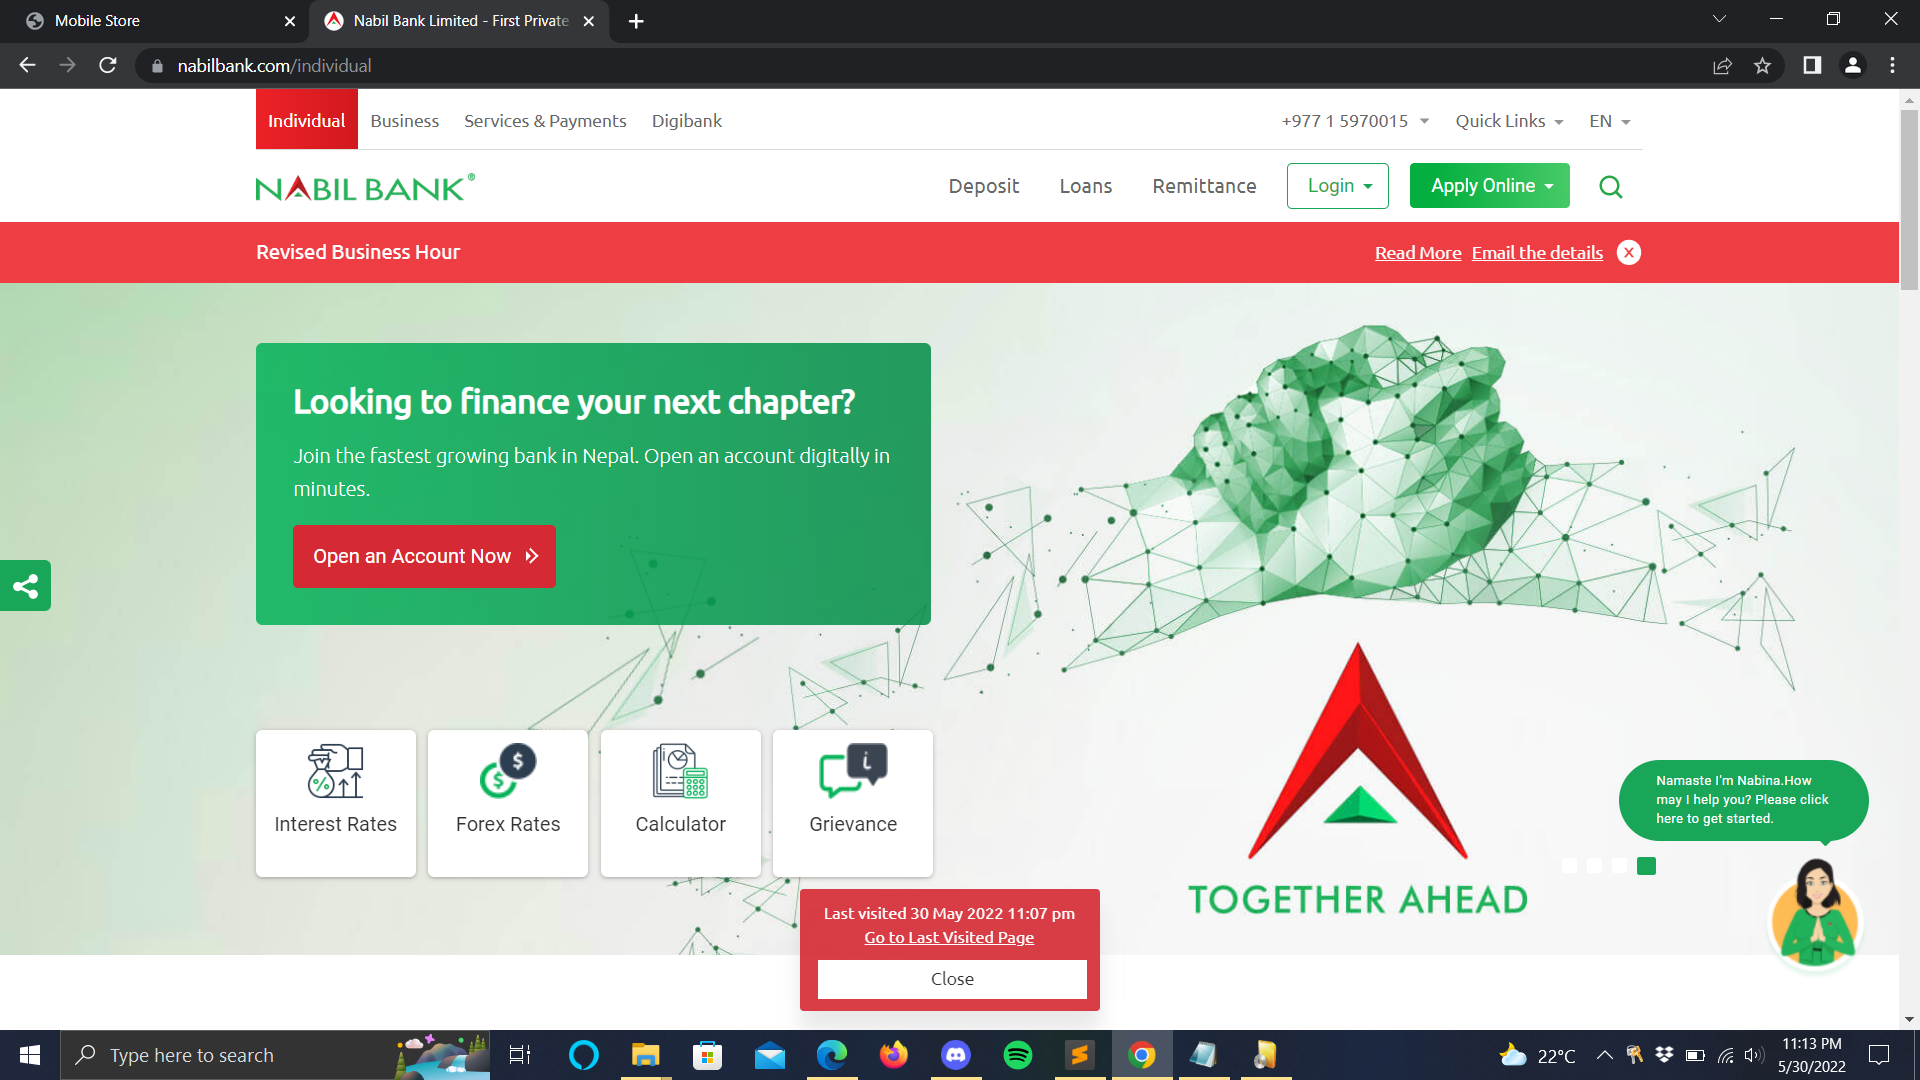 Mobile Store
Nabil Bank Limited - First Private
nabilbank.com/individual
Individual
Business
Services & Payments
Digibank
+977 1 5970015
Quick Links
EN
NABIL BANK®
Deposit
Loans
Remittance
Login
Apply Online
Revised Business Hour
Read More
Email the details
Looking to finance your next chapter?
Join the fastest growing bank in Nepal. Open an account digitally in
minutes.
Open an Account Now
Interest Rates
Forex Rates
Calculator
Grievance
TOGETHER AHEAD
Namaste I'm Nabina.How
may I help you? Please click
here to get started.
Last visited 30 May 2022 11:07 pm
Go to Last Visited Page
Close
Type here to search
22°C
11:13 PM
5/30/2022